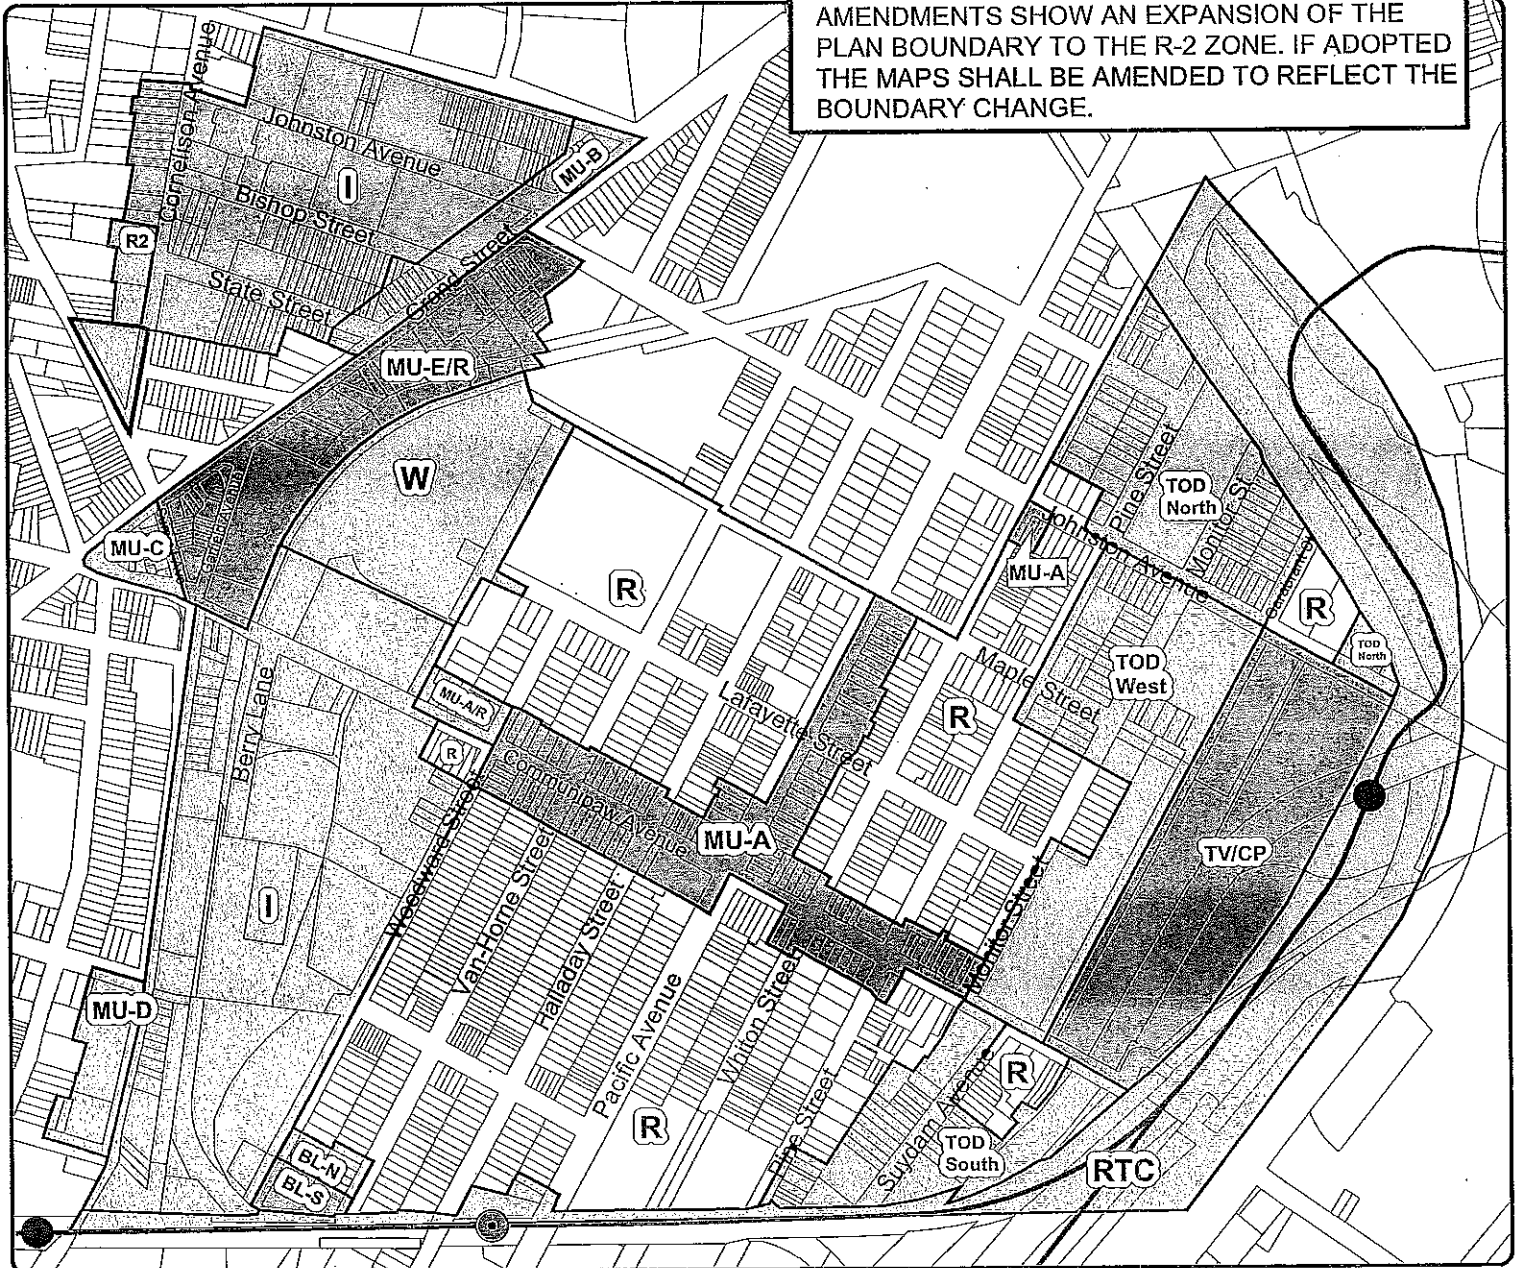 AMENDMENTS SHOW AN EXPANSION OF THE
PLAN BOUNDARY TO THE R-2 ZONE. IF ADOPTED
THE MAPS SHALL BE AMENDED TO REFLECT THE
BOUNDARY CHANGE.
Cornelison Avenue
Johnston Avenue
MU-B
I
Bishop Street
R2
State Street
Grand Street
MU-E/R
W
Pine Street
TOD
North
Monitor St
Johnston Avenue
MU-C
Garfield Avenue
MU-A
R
R
TOD
North
Maple Street
TOD
West
Berry Lane
MU-A/R
Lafayette Street
R
R
Communipaw Avenue
MU-A
TV/CP
Woodward Street
Van-Horne Street
Halladay Street
I
Monitor Street
MU-D
Pacific Avenue
Whiton Street
R
R
Pine Street
Suydam Avenue
TOD
South
RTC
BL-N
BL-S